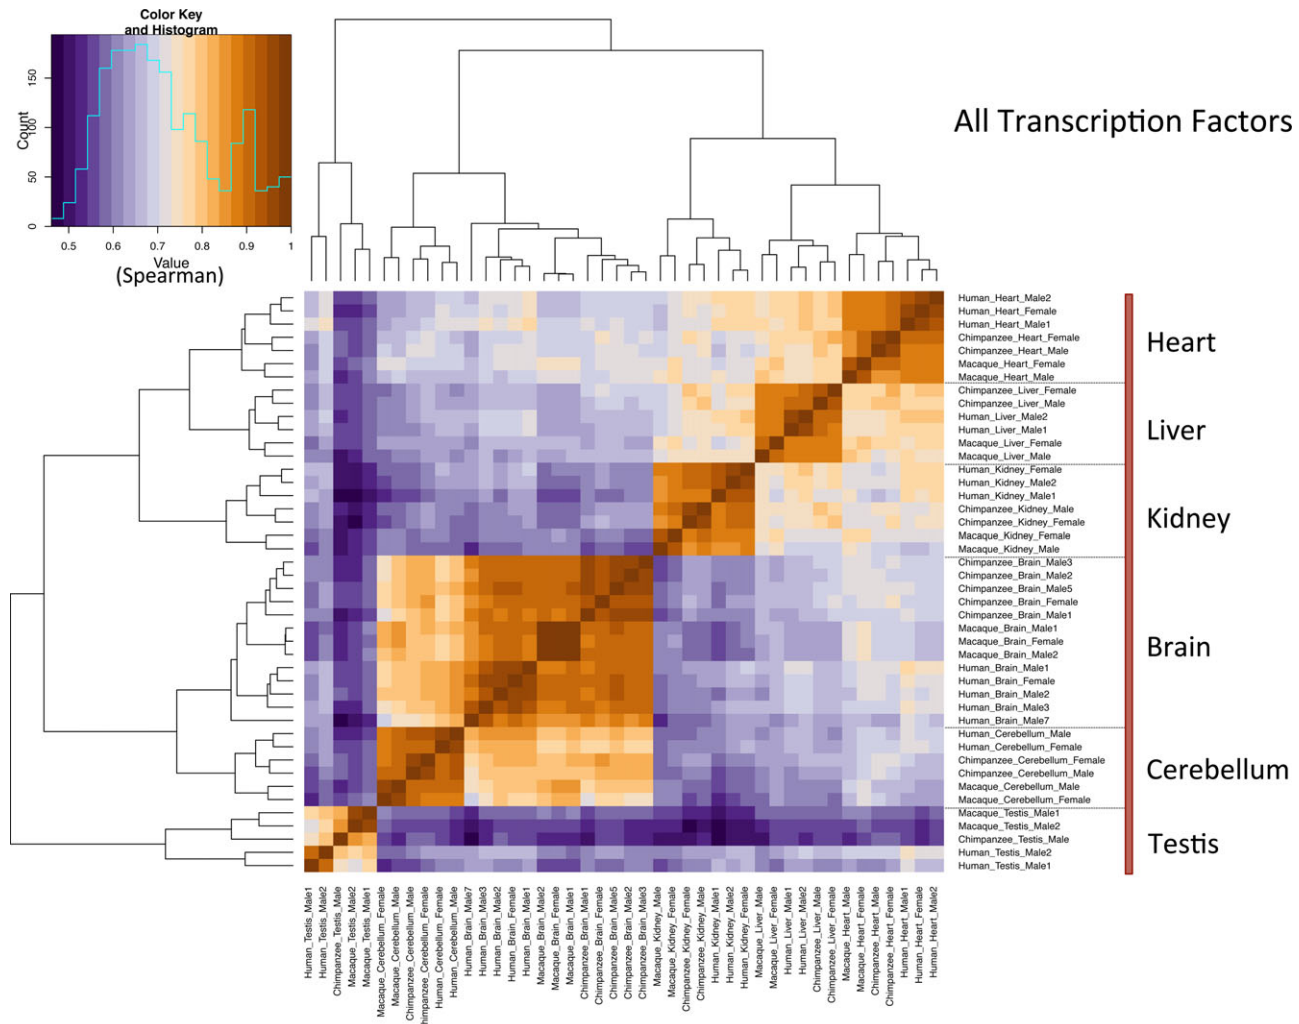 Color Key
and Histogram
Count
0
50
100
150
0.5
0.6
0.7
0.8
0.9
1
Value
(Spearman)
All Transcription Factors
Human_Heart_Male2
Human_Heart_Female
Human_Heart_Male1
Chimpanzee_Heart_Female
Chimpanzee_Heart_Male
Macaque_Heart_Female
Macaque_Heart_Male
Chimpanzee_Liver_Female
Chimpanzee_Liver_Male
Human_Liver_Male2
Human_Liver_Male1
Macaque_Liver_Female
Macaque_Liver_Male
Human_Kidney_Female
Human_Kidney_Male2
Human_Kidney_Male1
Chimpanzee_Kidney_Male
Chimpanzee_Kidney_Female
Macaque_Kidney_Female
Macaque_Kidney_Male
Chimpanzee_Brain_Male3
Chimpanzee_Brain_Male2
Chimpanzee_Brain_Male5
Chimpanzee_Brain_Female
Chimpanzee_Brain_Male1
Macaque_Brain_Male1
Macaque_Brain_Female
Macaque_Brain_Male2
Human_Brain_Male1
Human_Brain_Female
Human_Brain_Male2
Human_Brain_Male3
Human_Brain_Male7
Human_Cerebellum_Male
Human_Cerebellum_Female
Chimpanzee_Cerebellum_Female
Chimpanzee_Cerebellum_Male
Macaque_Cerebellum_Male
Macaque_Cerebellum_Female
Macaque_Testis_Male1
Macaque_Testis_Male2
Chimpanzee_Testis_Male
Human_Testis_Male2
Human_Testis_Male1
Heart
Liver
Kidney
Brain
Cerebellum
Testis
Human_Testis_Male1
Human_Testis_Male2
Chimpanzee_Testis_Male
Macaque_Testis_Male2
Macaque_Testis_Male1
Macaque_Cerebellum_Female
Macaque_Cerebellum_Male
Chimpanzee_Cerebellum_Male
himpanzee_Cerebellum_Female
Human_Cerebellum_Female
Human_Cerebellum_Male
Human_Brain_Male7
Human_Brain_Male3
Human_Brain_Male2
Human_Brain_Female
Human_Brain_Male1
Macaque_Brain_Male2
Macaque_Brain_Female
Macaque_Brain_Male1
Chimpanzee_Brain_Male1
Chimpanzee_Brain_Female
Chimpanzee_Brain_Male5
Chimpanzee_Brain_Male2
Chimpanzee_Brain_Male3
Macaque_Kidney_Male
Macaque_Kidney_Female
Chimpanzee_Kidney_Female
Chimpanzee_Kidney_Male
Human_Kidney_Male1
Human_Kidney_Male2
Human_Kidney_Female
Macaque_Liver_Male
Macaque_Liver_Female
Human_Liver_Male1
Human_Liver_Male2
Chimpanzee_Liver_Male
Chimpanzee_Liver_Female
Macaque_Heart_Male
Macaque_Heart_Female
Chimpanzee_Heart_Male
Chimpanzee_Heart_Female
Human_Heart_Male1
Human_Heart_Female
Human_Heart_Male2